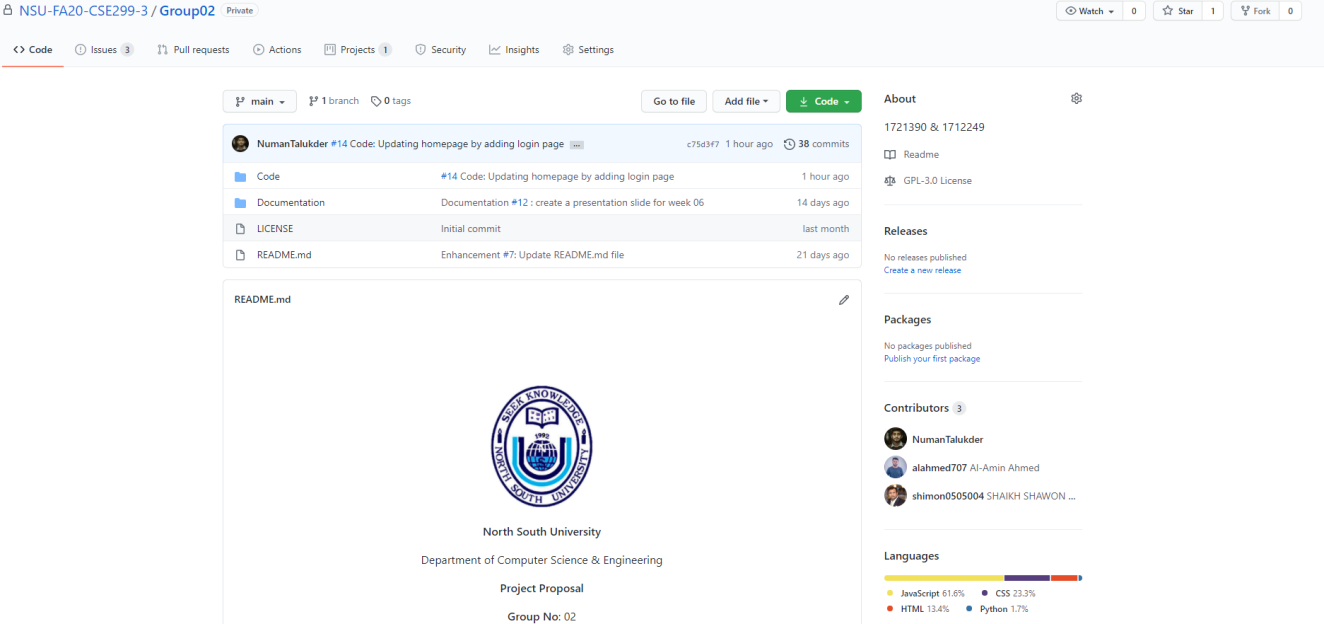 NSU-FA20-CSE299-3 / Group02 Private
Watch 0 Star 1 Fork 0
Code Issues 3 Pull requests Actions Projects 1 Security Insights Settings
main 1 branch 0 tags Go to file Add file Code
NumanTalukder #14 Code: Updating homepage by adding login page ... c75d3f7 1 hour ago 38 commits
Code #14 Code: Updating homepage by adding login page 1 hour ago
Documentation Documentation #12 : create a presentation slide for week 06 14 days ago
LICENSE Initial commit last month
README.md Enhancement #7: Update README.md file 21 days ago
README.md
SEEK KNOWLEDGE
1992
NORTH SOUTH UNIVERSITY
North South University
Department of Computer Science & Engineering
Project Proposal
Group No: 02
About
1721390 & 1712249
Readme
GPL-3.0 License
Releases
No releases published
Create a new release
Packages
No packages published
Publish your first package
Contributors 3
NumanTalukder
alahmed707 Al-Amin Ahmed
shimon0505004 SHAIKH SHAWON ...
Languages
JavaScript 61.6% CSS 23.3%
HTML 13.4% Python 1.7%